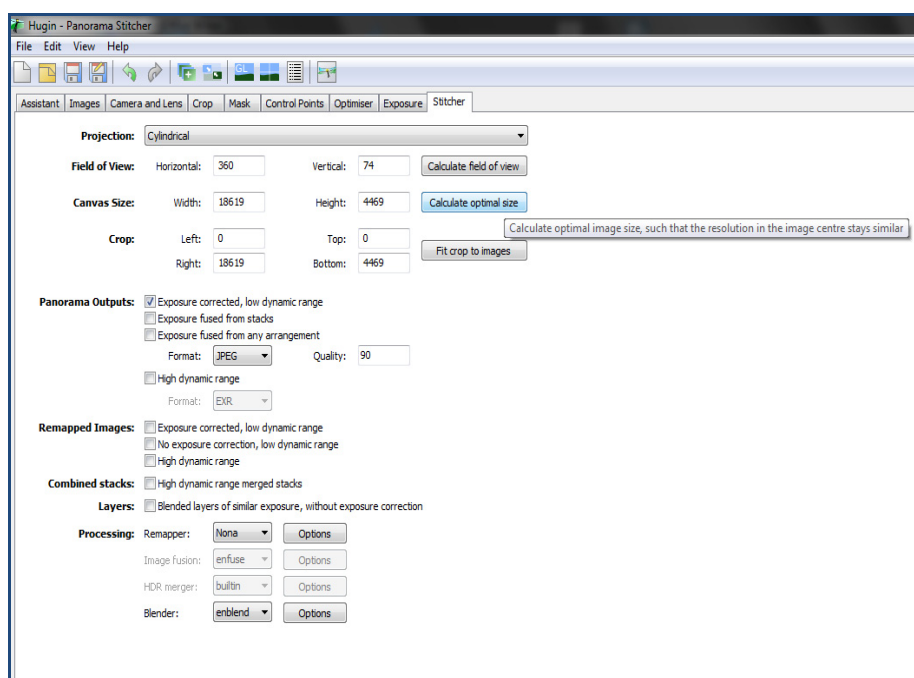 Hugin - Panorama Stitcher
File Edit View Help
Assistant Images Camera and Lens Crop Mask Control Points Optimiser Exposure Stitcher
Projection: Cylindrical
Field of View: Horizontal: 360 Vertical: 74 Calculate field of view
Canvas Size: Width: 18619 Height: 4469 Calculate optimal size
Calculate optimal image size, such that the resolution in the image centre stays similar
Crop: Left: 0 Top: 0
Fit crop to images
Right: 18619 Bottom: 4469
Panorama Outputs: Exposure corrected, low dynamic range
Exposure fused from stacks
Exposure fused from any arrangement
Format: JPEG Quality: 90
High dynamic range
Format: EXR
Remapped Images: Exposure corrected, low dynamic range
No exposure correction, low dynamic range
High dynamic range
Combined stacks: High dynamic range merged stacks
Layers: Blended layers of similar exposure, without exposure correction
Processing: Remapper: Nona Options
Image fusion: enfuse Options
HDR merger: builtin Options
Blender: enblend Options